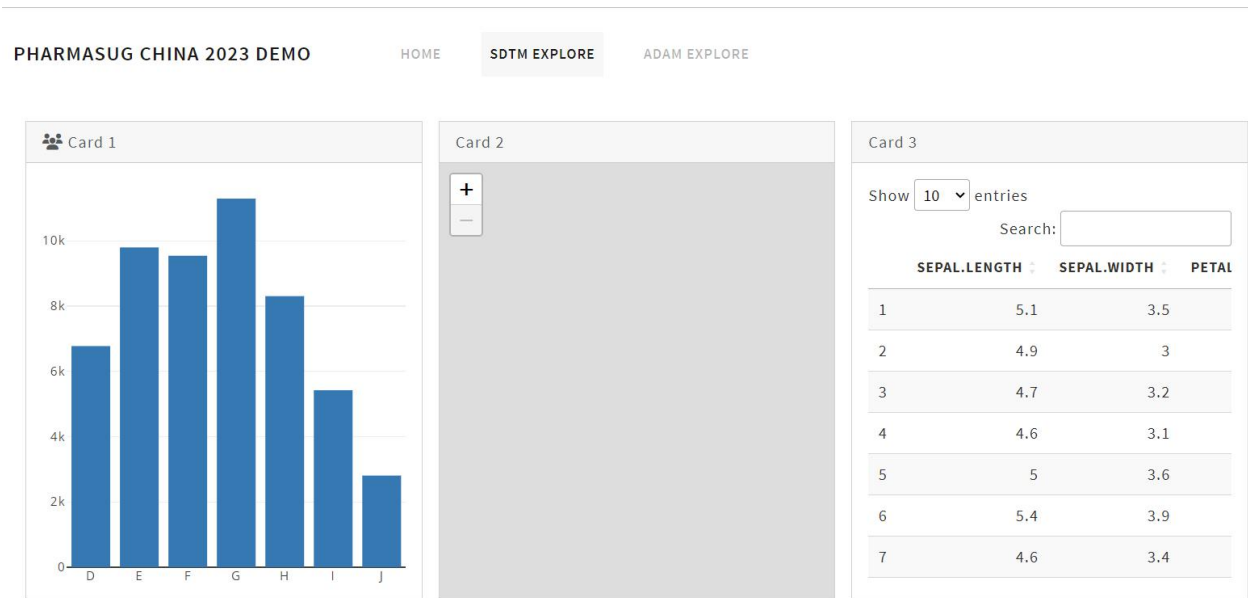 PHARMASUG CHINA 2023 DEMO HOME SDTM EXPLORE ADAM EXPLORE
Card 1
10k
8k
6k
4k
2k
0
D E F G H I J
Card 2
+
−
Card 3
Show 10 entries
Search:
SEPAL.LENGTH SEPAL.WIDTH PETAL
1 5.1 3.5
2 4.9 3
3 4.7 3.2
4 4.6 3.1
5 5 3.6
6 5.4 3.9
7 4.6 3.4